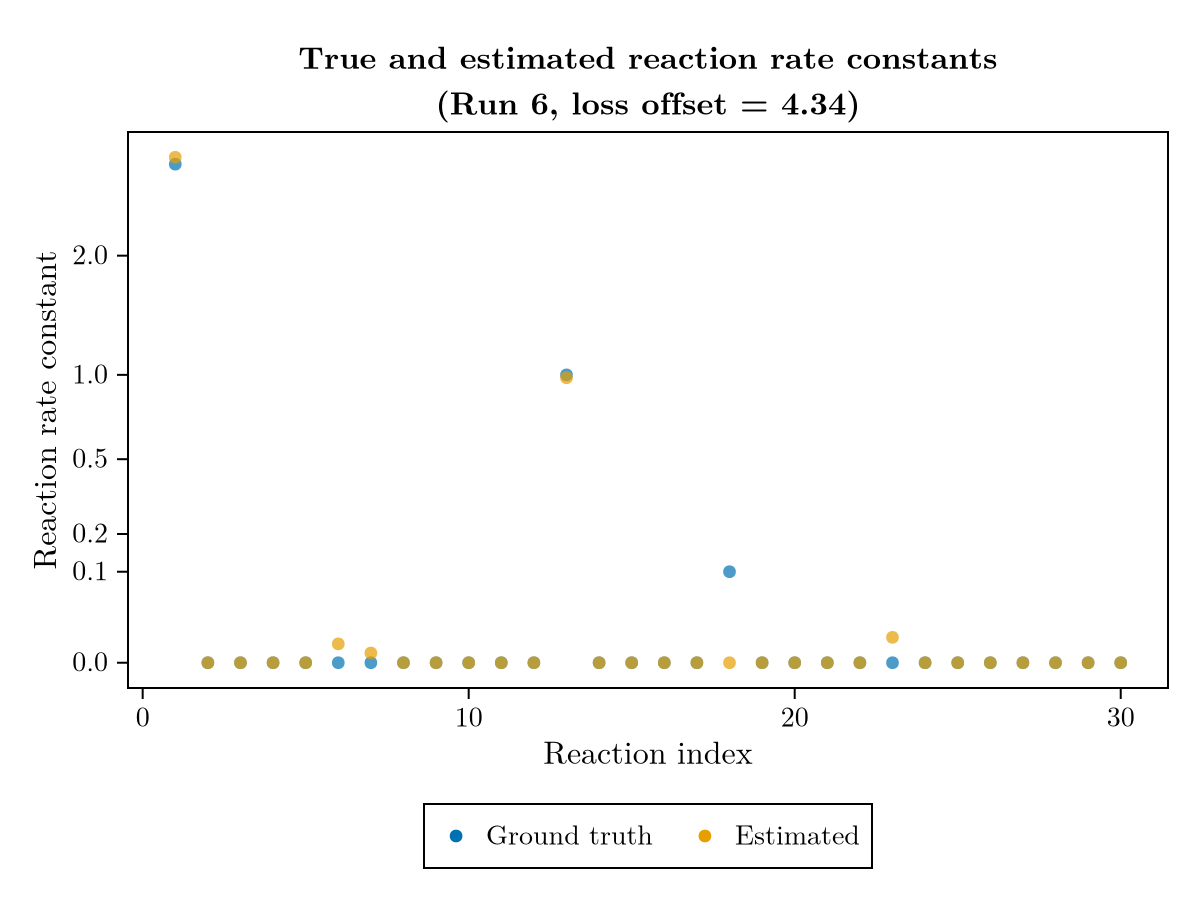 True and estimated reaction rate constants
(Run 6, loss offset = 4.34)
Reaction rate constant
2.0
1.0
0.5
0.2
0.1
0.0
0 10 20 30
Reaction index
Ground truth Estimated